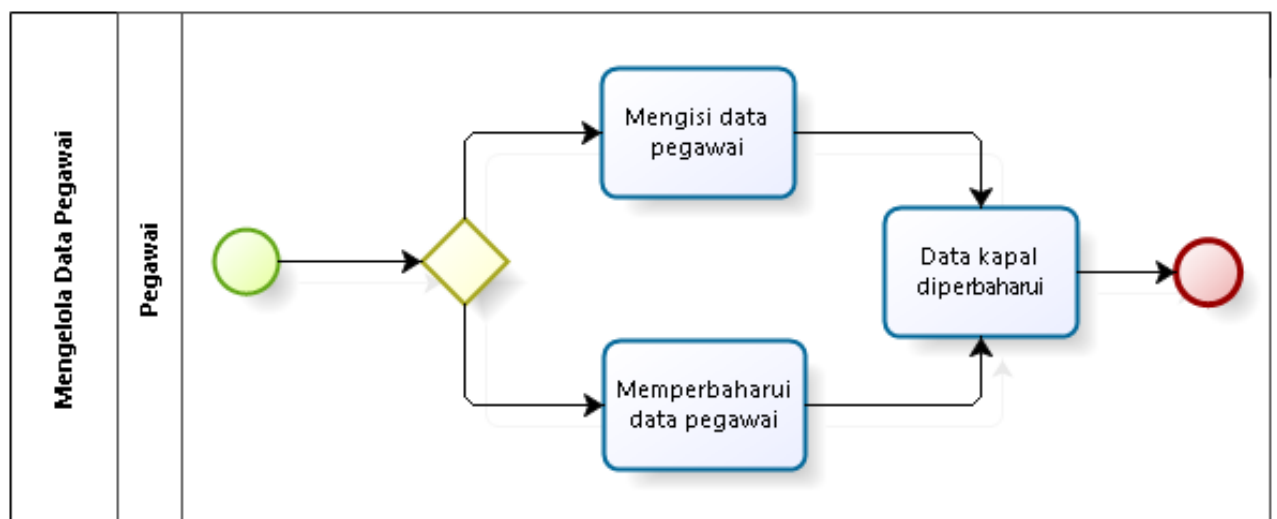 Mengelola Data Pegawai
Pegawai
Mengisi data
pegawai
Data kapal
diperbaharui
Memperbaharui
data pegawai